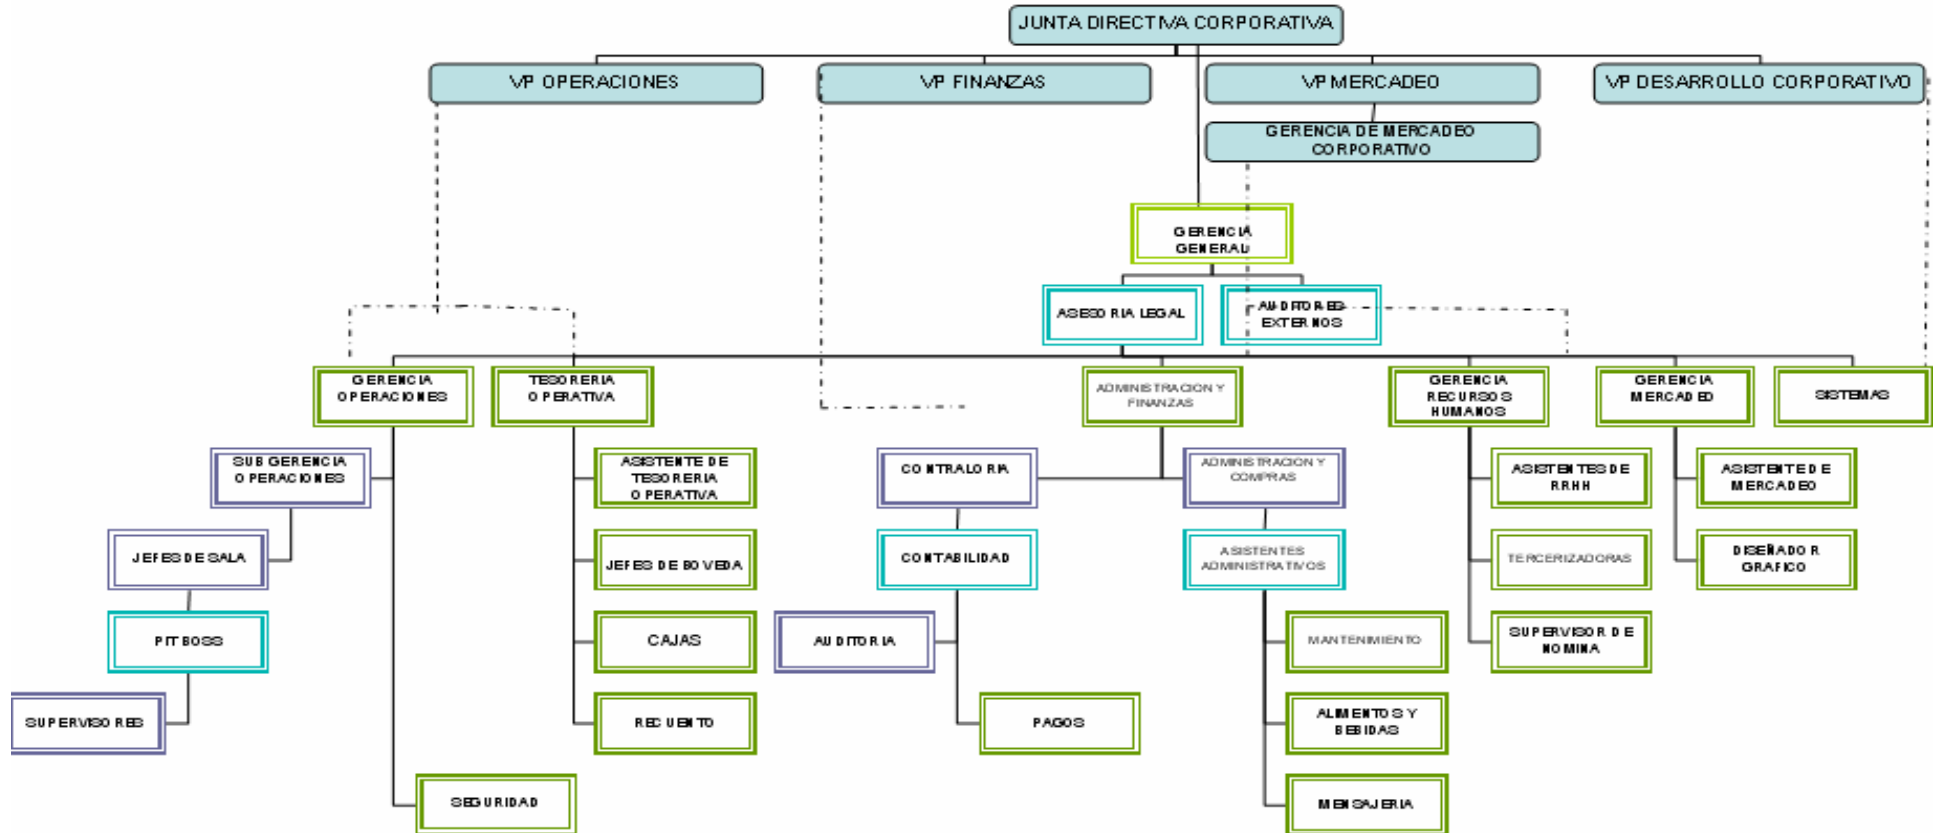 JUNTA DIRECTIVA CORPORATIVA
VP OPERACIONES
VP FINANZAS
VP MERCADEO
VP DESARROLLO CORPORATIVO
GERENCIA DE MERCADEO
CORPORATIVO
GERENCIA
GENERAL
ASESORIA LEGAL
AUDITORES
EXTERNOS
GERENCIA
OPERACIONES
TESORERIA
OPERATIVA
ADMINISTRACION Y
FINANZAS
GERENCIA
RECURSOS
HUMANOS
GERENCIA
MERCADEO
SISTEMAS
SUB GERENCIA
OPERACIONES
ASISTENTE DE
TESORERIA
OPERATIVA
CONTRALORIA
ADMINISTRACION Y
COMPRAS
ASISTENTES DE
RRHH
ASISTENTE DE
MERCADEO
JEFES DE SALA
JEFES DE BOVEDA
CONTABILIDAD
ASISTENTES
ADMINISTRATIVOS
TERCERIZADORAS
DISEÑADOR
GRAFICO
PIT BOSS
CAJAS
AUDITORIA
MANTENIMIENTO
SUPERVISOR DE
NOMINA
SUPERVISORES
RECUENTO
PAGOS
ALIMENTOS Y
BEBIDAS
SEGURIDAD
MENSAJERIA